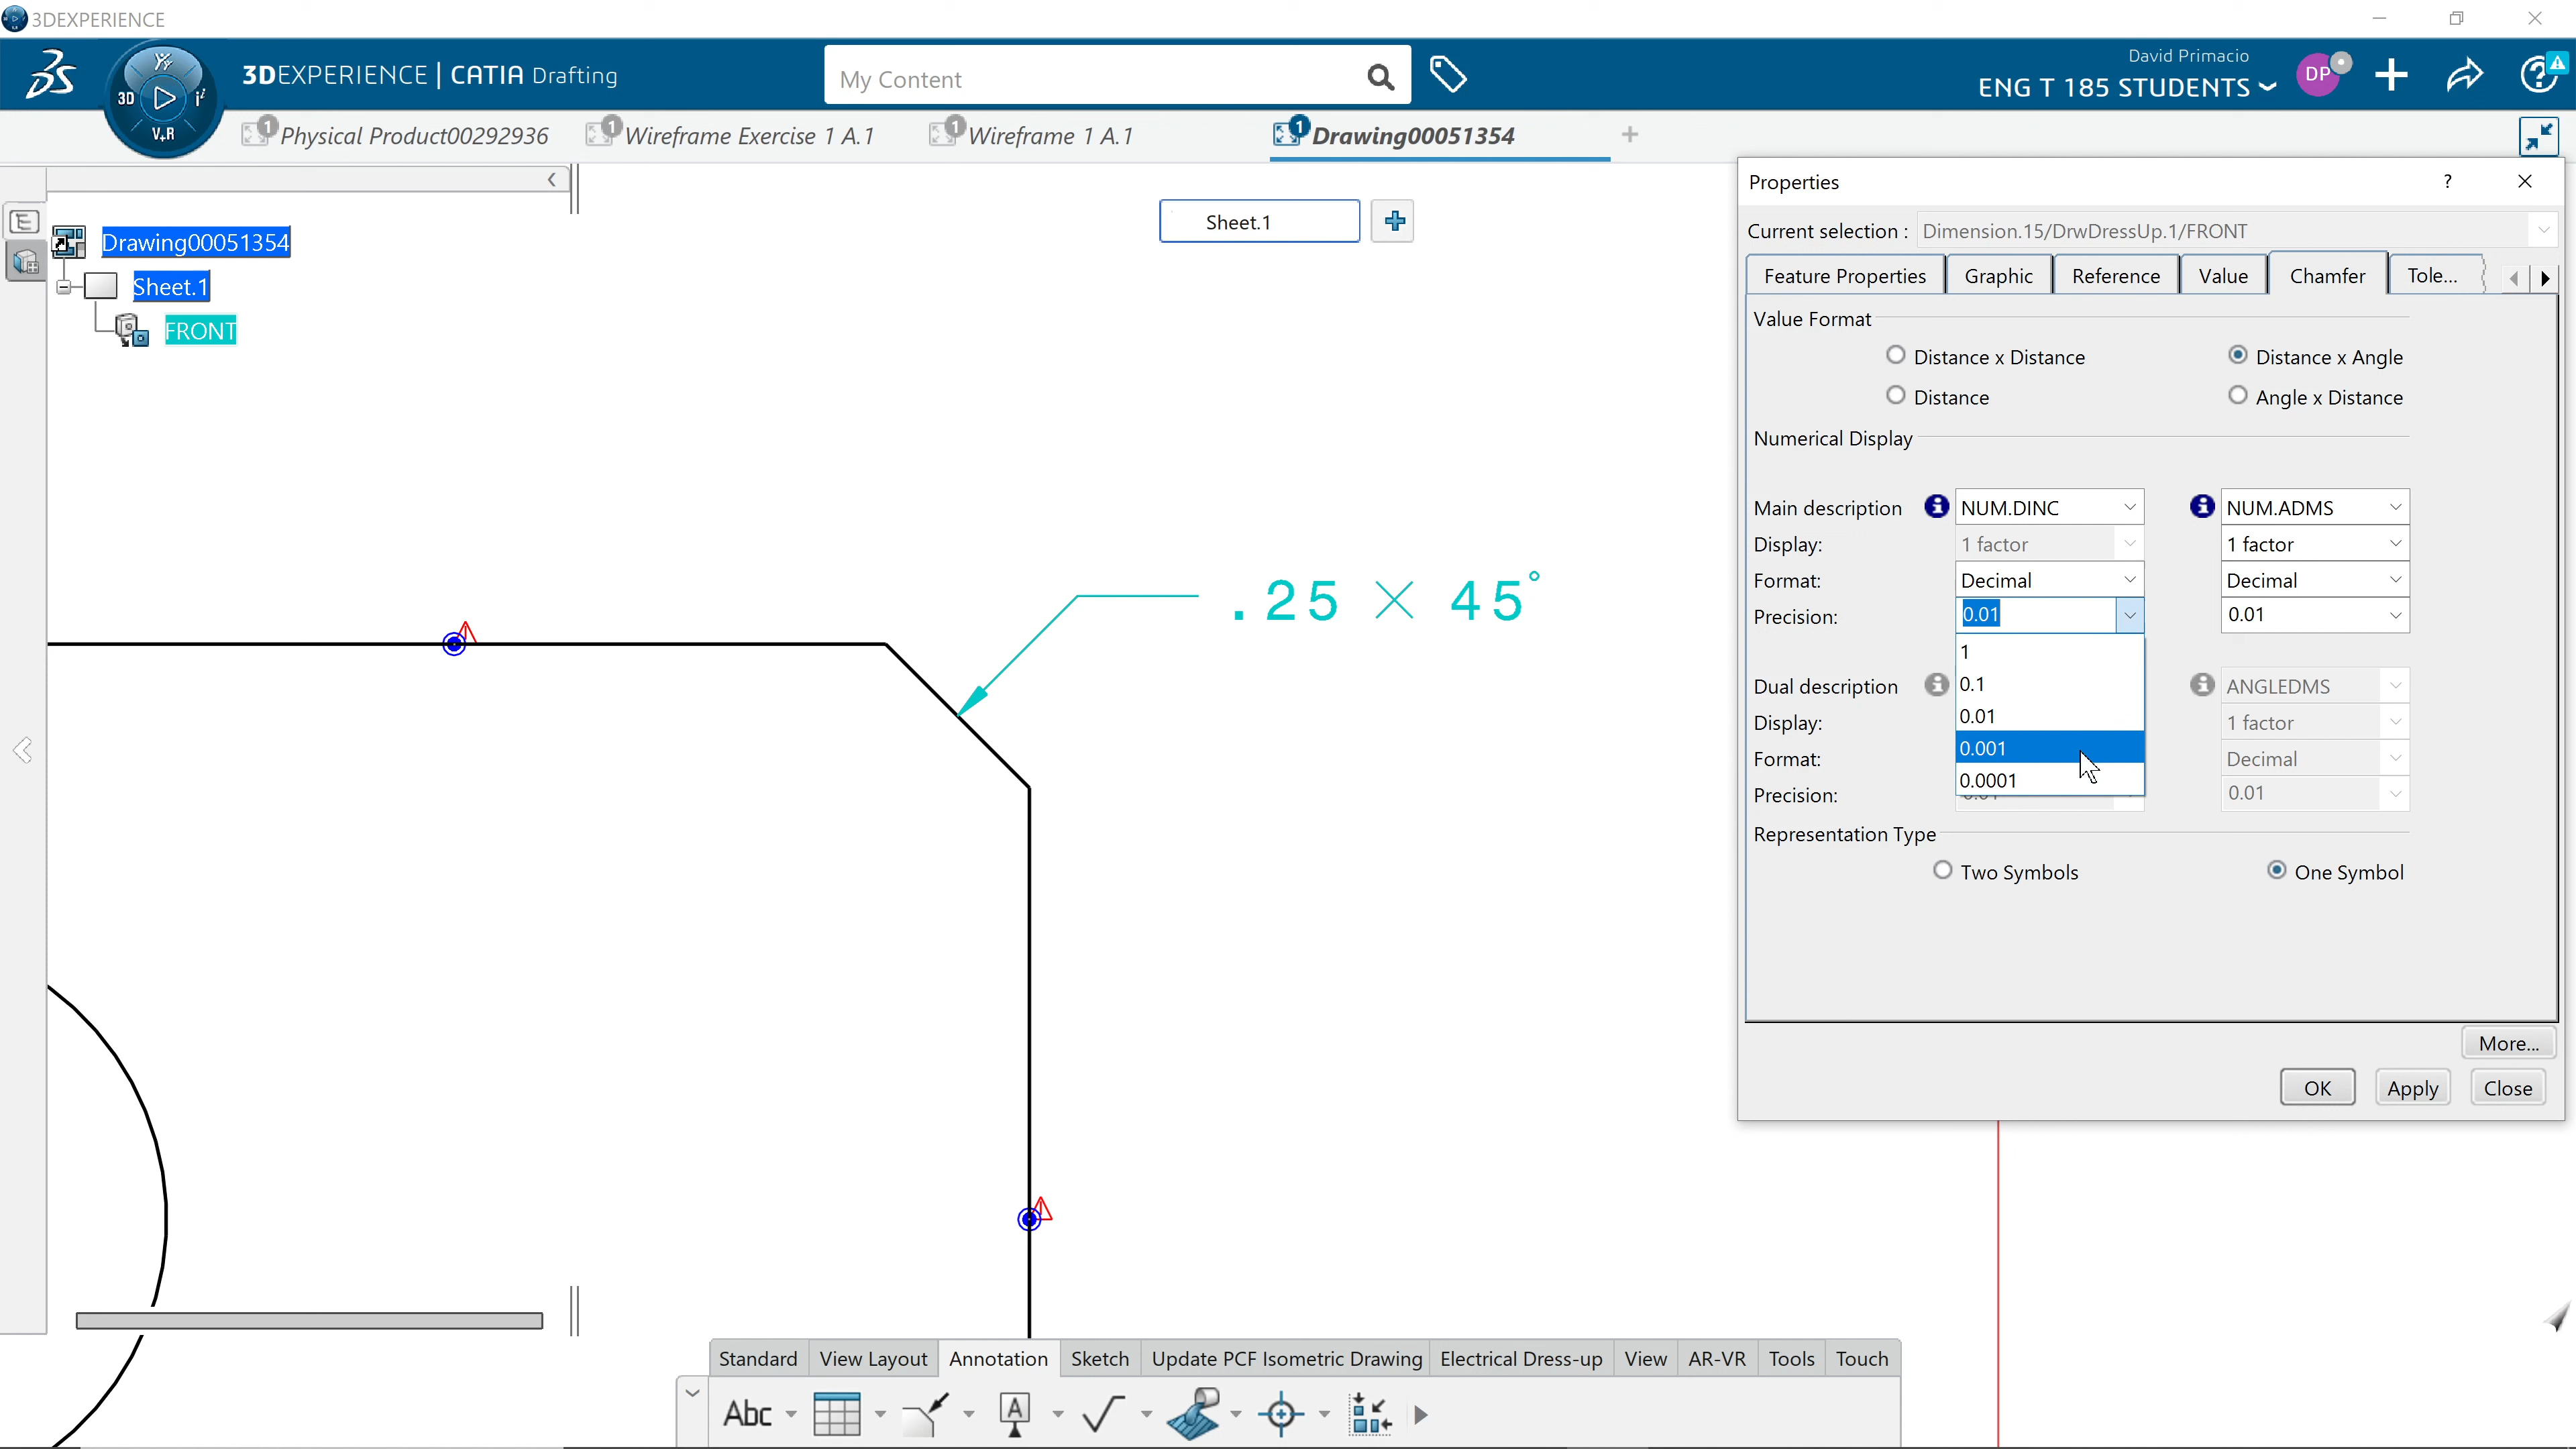 3DEXPERIENCE
3DEXPERIENCE | CATIA Drafting
3D
V+R
My Content
David Primacio
ENG T 185 STUDENTS
DP
1 Physical Product00292936
1 Wireframe Exercise 1 A.1
1 Wireframe 1 A.1
1 Drawing00051354
+
Drawing00051354
Sheet.1
FRONT
Sheet.1
.25 × 45°
Properties
? 
Current selection : Dimension.15/DrwDressUp.1/FRONT
Feature Properties Graphic Reference Value Chamfer Tole...
Value Format
Distance x Distance Distance x Angle
Distance Angle x Distance
Numerical Display
Main description NUM.DINC NUM.ADMS
Display: 1 factor 1 factor
Format: Decimal Decimal
Precision: 0.01 0.01
1
0.1
0.01
0.001
0.0001
Dual description ANGLEDMS
Display: 1 factor
Format: Decimal
Precision: 0.01
Representation Type
Two Symbols One Symbol
More...
OK Apply Close
Standard View Layout Annotation Sketch Update PCF Isometric Drawing Electrical Dress-up View AR-VR Tools Touch
Abc
A